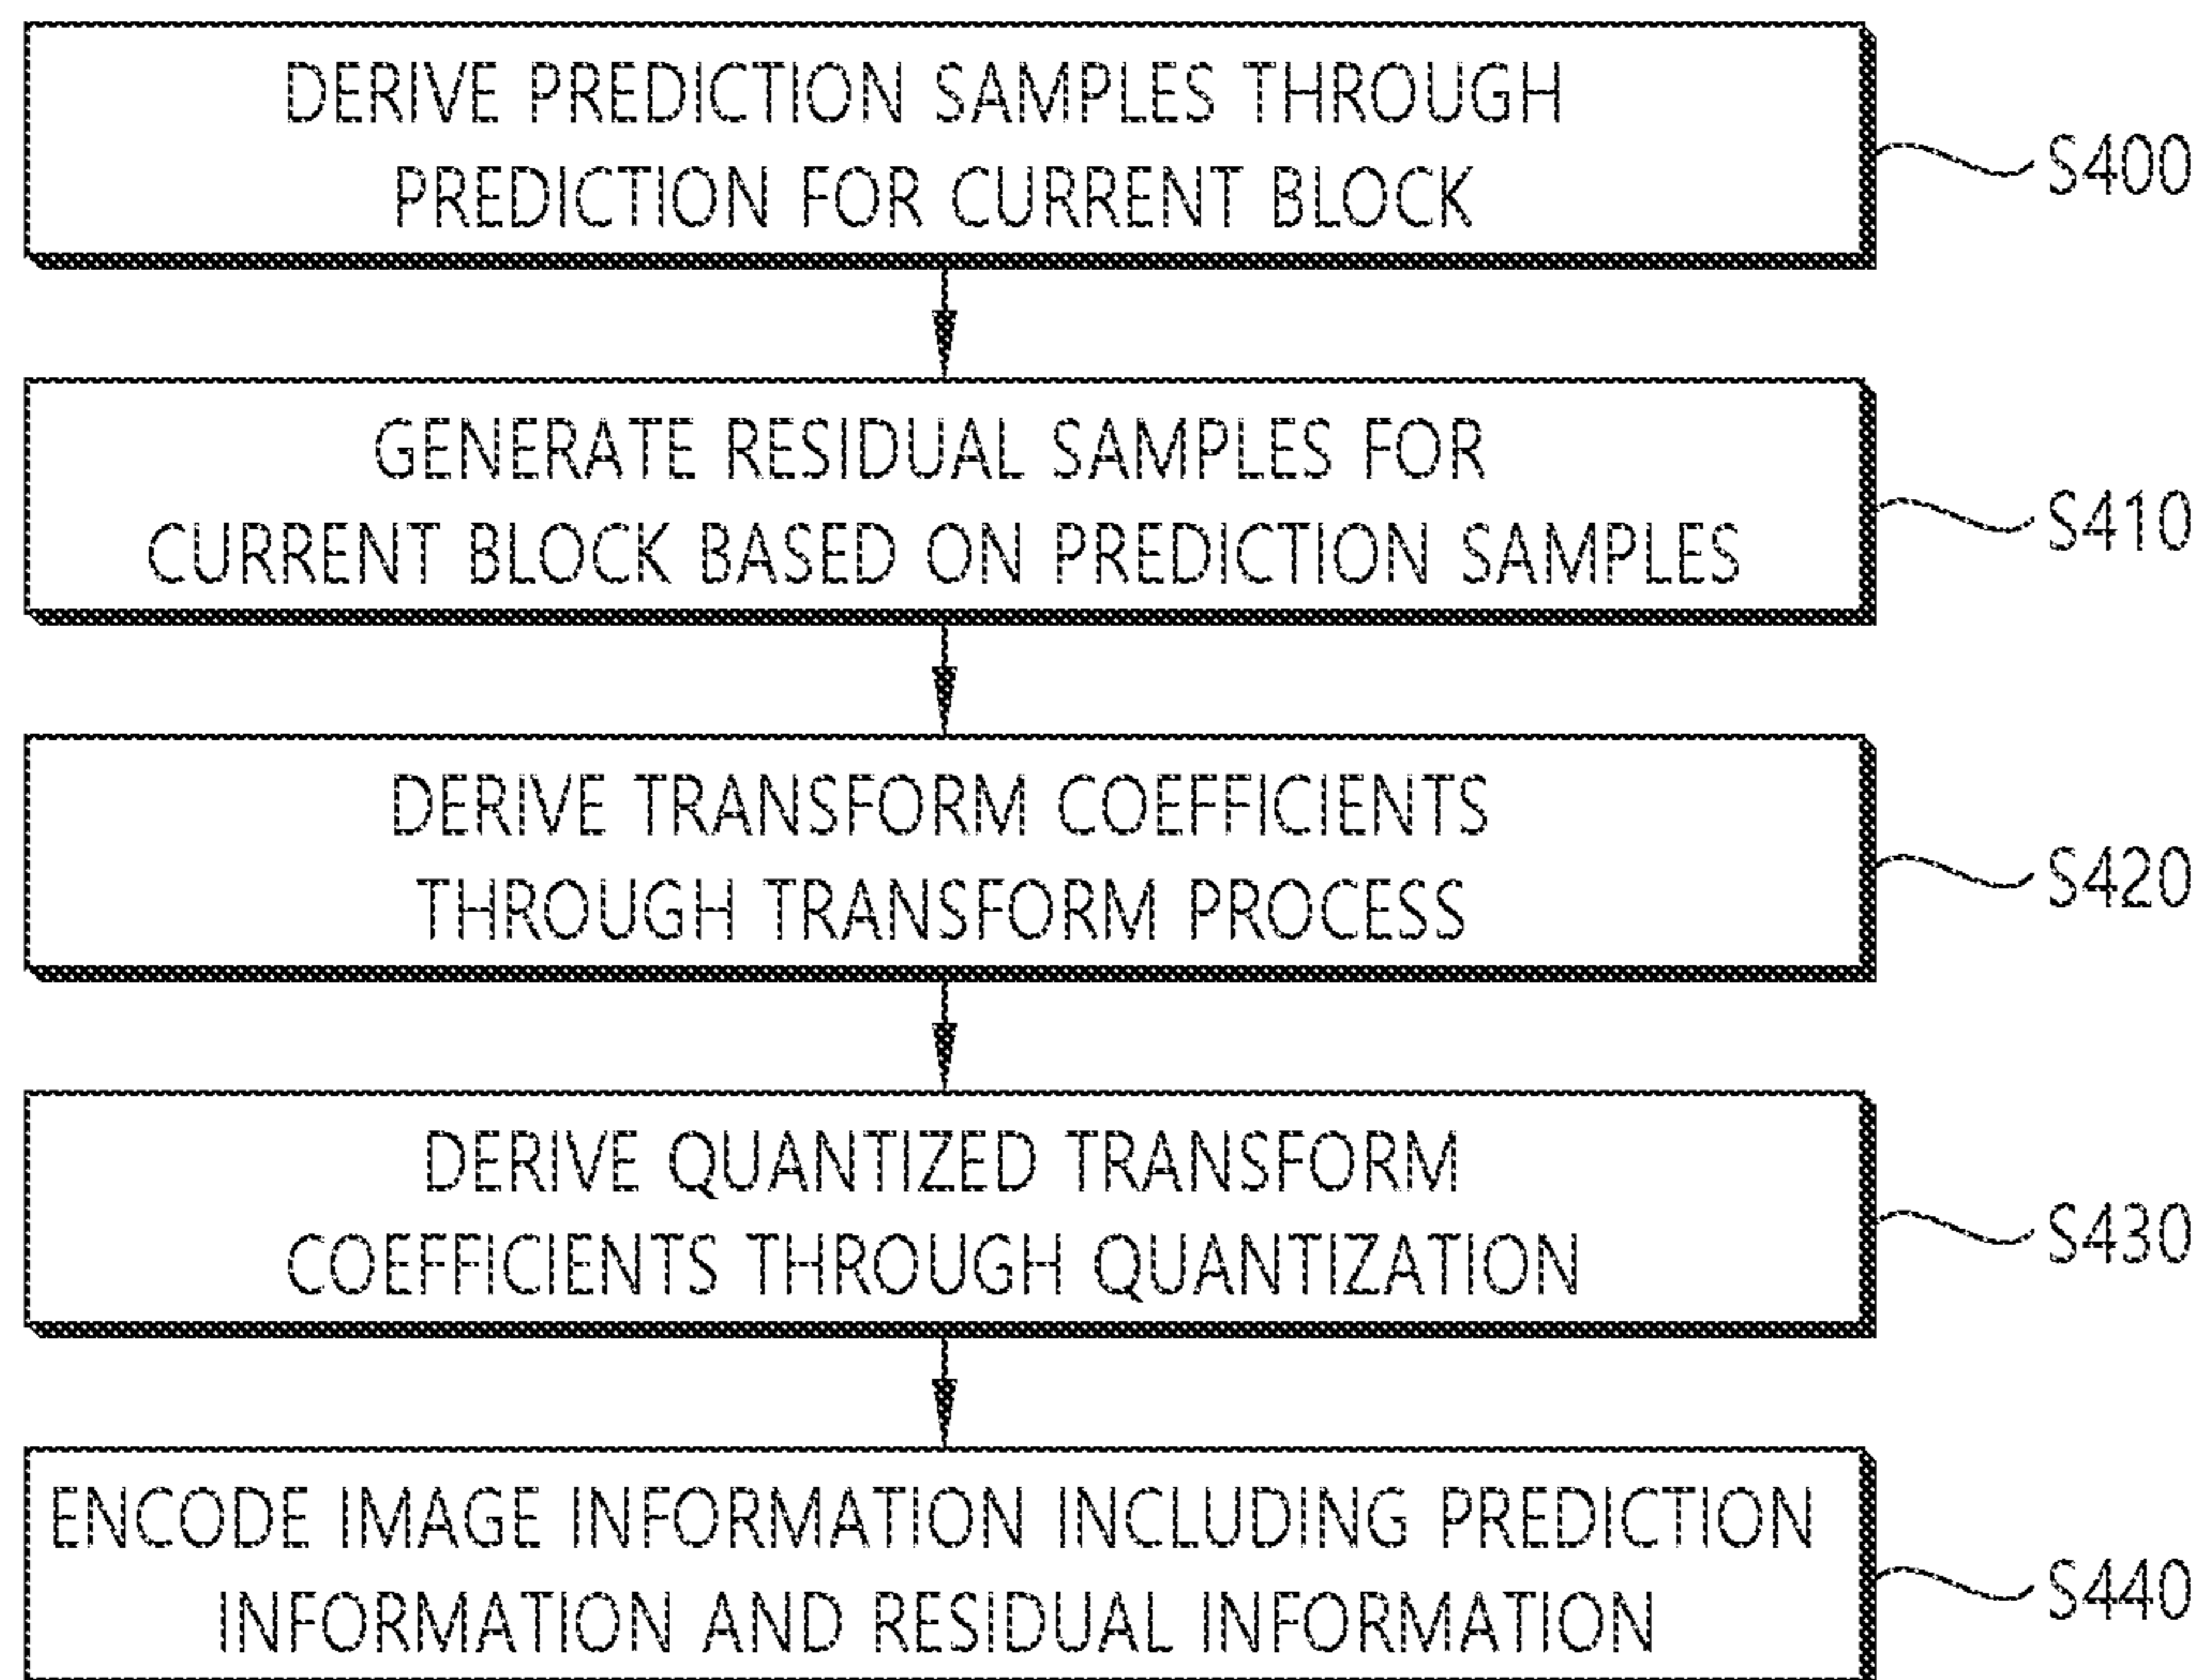 DERIVE PREDICTION SAMPLES THROUGH
PREDICTION FOR CURRENT BLOCK
S400
GENERATE RESIDUAL SAMPLES FOR
CURRENT BLOCK BASED ON PREDICTION SAMPLES
S410
DERIVE TRANSFORM COEFFICIENTS
THROUGH TRANSFORM PROCESS
S420
DERIVE QUANTIZED TRANSFORM
COEFFICIENTS THROUGH QUANTIZATION
S430
ENCODE IMAGE INFORMATION INCLUDING PREDICTION
INFORMATION AND RESIDUAL INFORMATION
S440